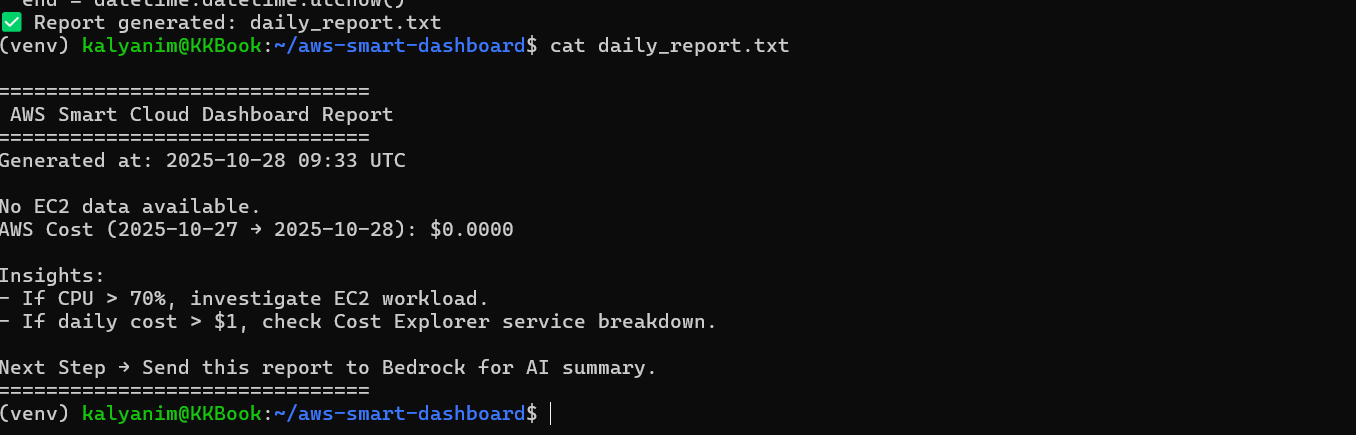 end = datetime.datetime.utcnow()
✅ Report generated: daily_report.txt
(venv) kalyanim@KKBook:~/aws-smart-dashboard$ cat daily_report.txt
===============================
AWS Smart Cloud Dashboard Report
===============================
Generated at: 2025-10-28 09:33 UTC
No EC2 data available.
AWS Cost (2025-10-27 → 2025-10-28): $0.0000
Insights:
- If CPU > 70%, investigate EC2 workload.
- If daily cost > $1, check Cost Explorer service breakdown.
Next Step → Send this report to Bedrock for AI summary.
===============================
(venv) kalyanim@KKBook:~/aws-smart-dashboard$